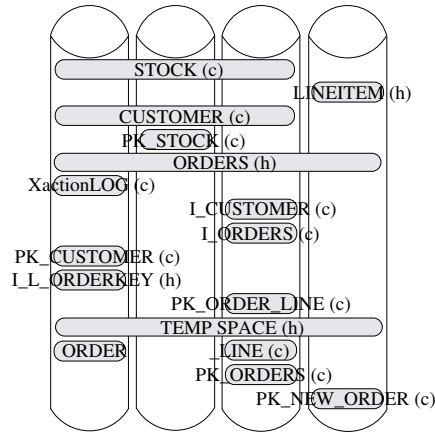 STOCK (c)
LINEITEM (h)
CUSTOMER (c)
PK_STOCK (c)
ORDERS (h)
XactionLOG (c)
I_CUSTOMER (c)
I_ORDERS (c)
PK_CUSTOMER (c)
I_L_ORDERKEY (h)
PK_ORDER_LINE (c)
TEMP SPACE (h)
ORDER _LINE (c)
PK_ORDERS (c)
PK_NEW_ORDER (c)